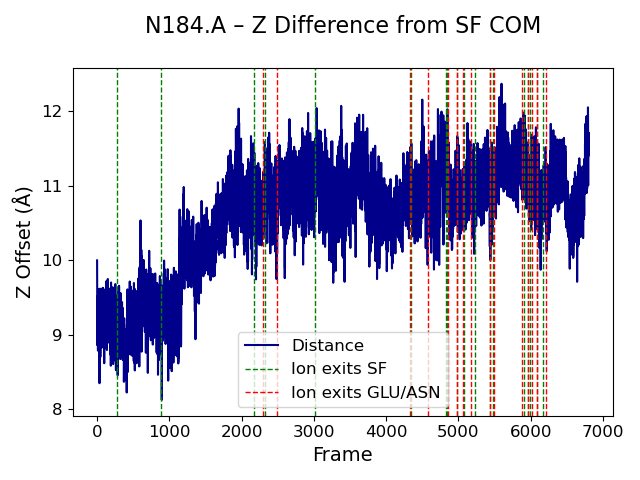 N184.A – Z Difference from SF COM
Z Offset (Å)
12
11
10
9
8
Distance
Ion exits SF
Ion exits GLU/ASN
0 1000 2000 3000 4000 5000 6000 7000
Frame